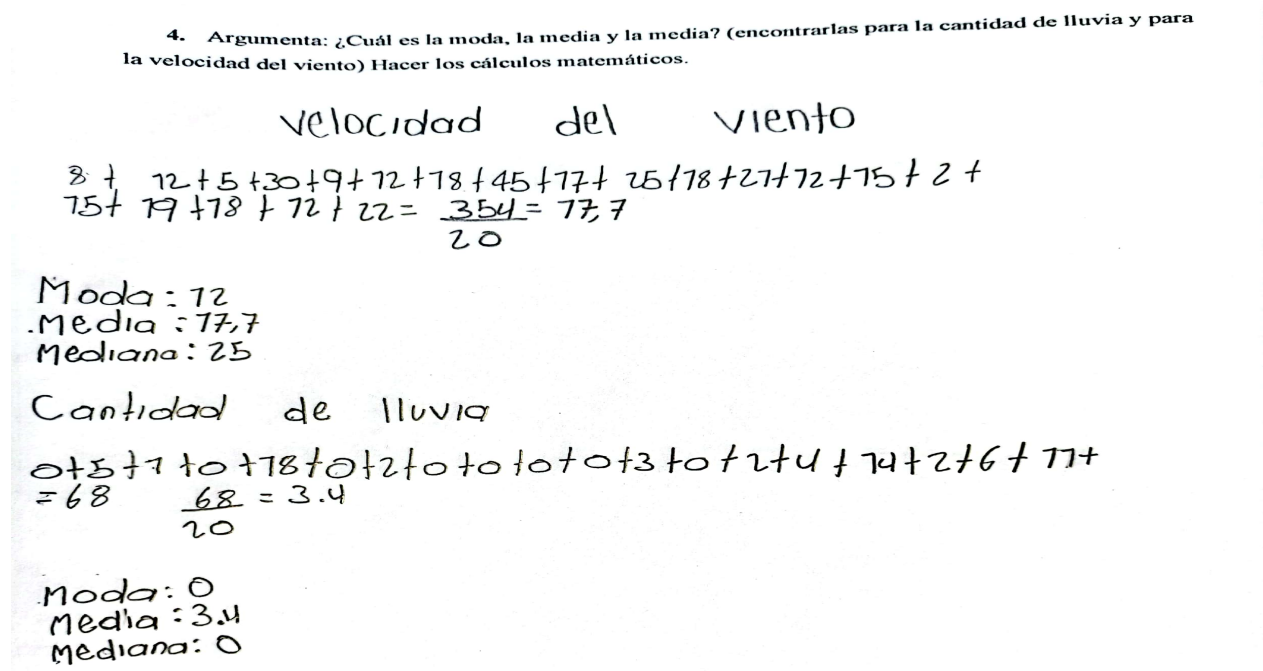 4. Argumenta: ¿Cuál es la moda, la media y la media? (encontrarlas para la cantidad de lluvia y para
la velocidad del viento) Hacer los cálculos matemáticos.
Velocidad del viento
8 + 12+5+30+9+12+18+45+17+25+18+27+12+15+2+
15+19+18+12+22= 354 = 17,7
20
Moda: 12
Media: 17,7
Mediana: 25
Cantidad de lluvia
0+5+1+0+18+0+2+0+0+0+0+3+0+2+4+14+2+6+11+
=68 68 = 3.4
20
Moda: 0
Media: 3.4
Mediana: 0